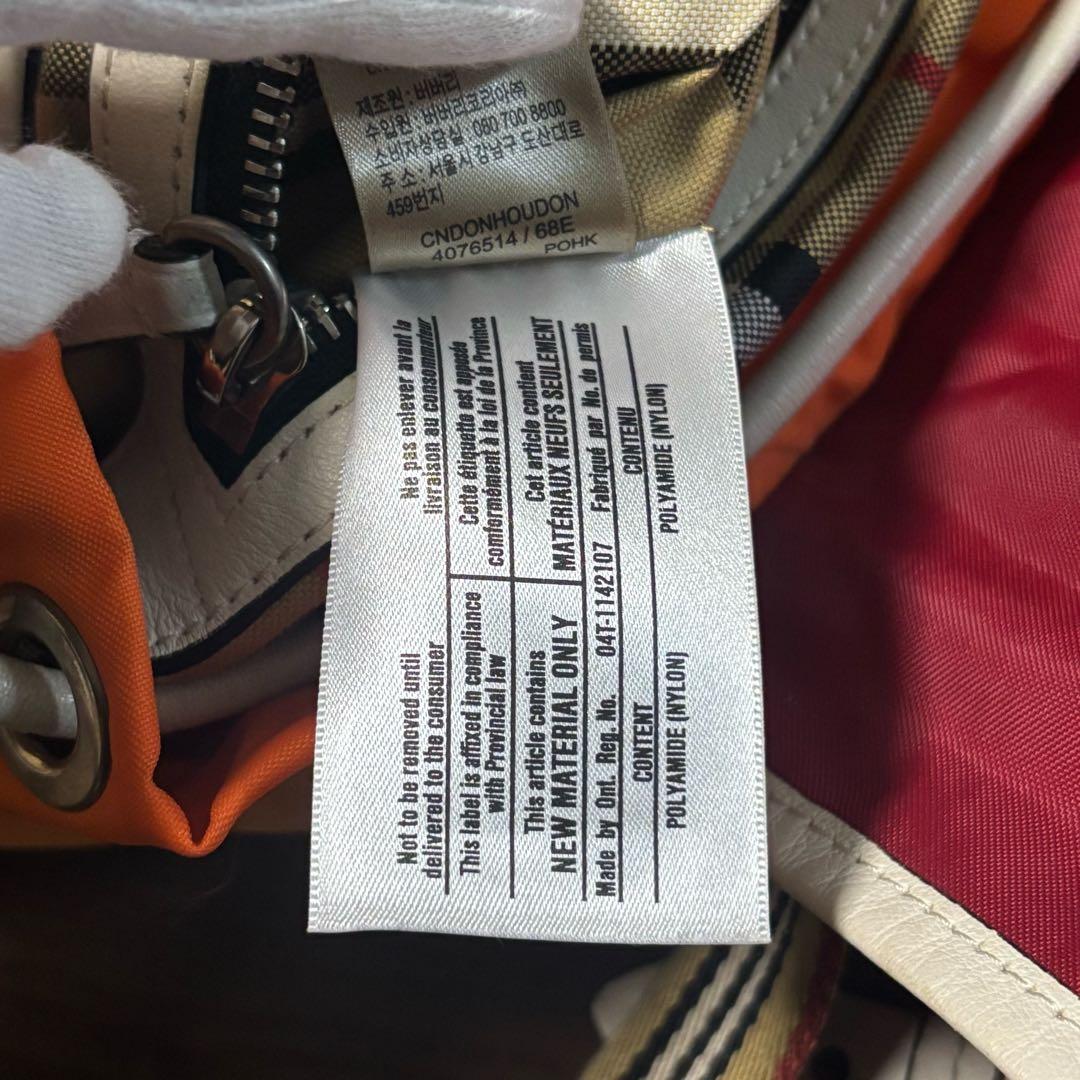 제조원 : 버버리
수입원 : 버버리코리아㈜
소비자상담실 080 700 8800
주 소 : 서울시 강남구 도산대로
459번지
CNDONHOUDON
4076514 / 68E
POHK
Not to be removed until
delivered to the consumer
This label is affixed in compliance
with Provincial law
This article contains
NEW MATERIAL ONLY
Made by Ont. Reg. No. 04T-1142107 Fabriqué par No. de permis
CONTENT
POLYAMIDE (NYLON)
Ne pas enlever avant la
livraison au consommateur
Cette étiquette est apposée
conformément à la loi de la Province
Cet article contient
MATÉRIAUX NEUFS SEULEMENT
CONTENU
POLYAMIDE (NYLON)